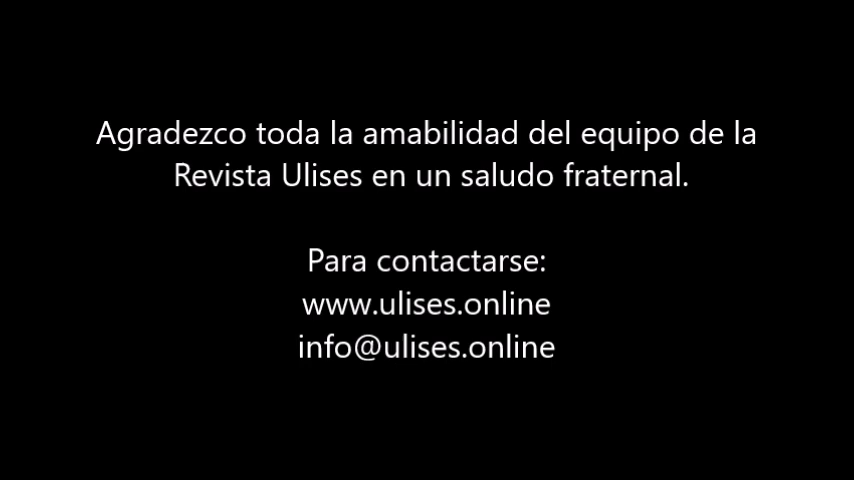 Agradezco toda la amabilidad del equipo de la
Revista Ulises en un saludo fraternal.
Para contactarse:
www.ulises.online
info@ulises.online